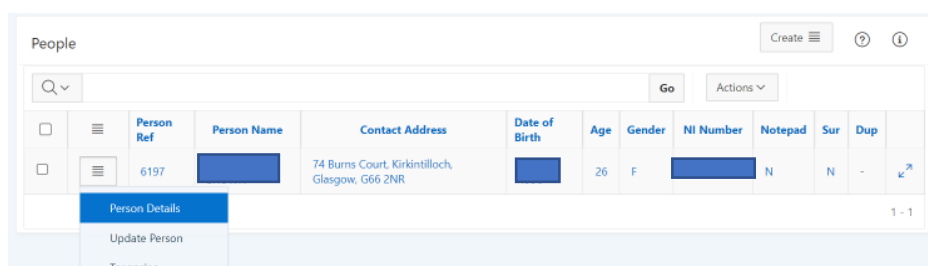 People
Create
Go
Actions
Person Ref Person Name Contact Address Date of Birth Age Gender NI Number Notepad Sur Dup
6197 74 Burns Court, Kirkintilloch, Glasgow, G66 2NR 26 F N N -
Person Details
1 - 1
Update Person